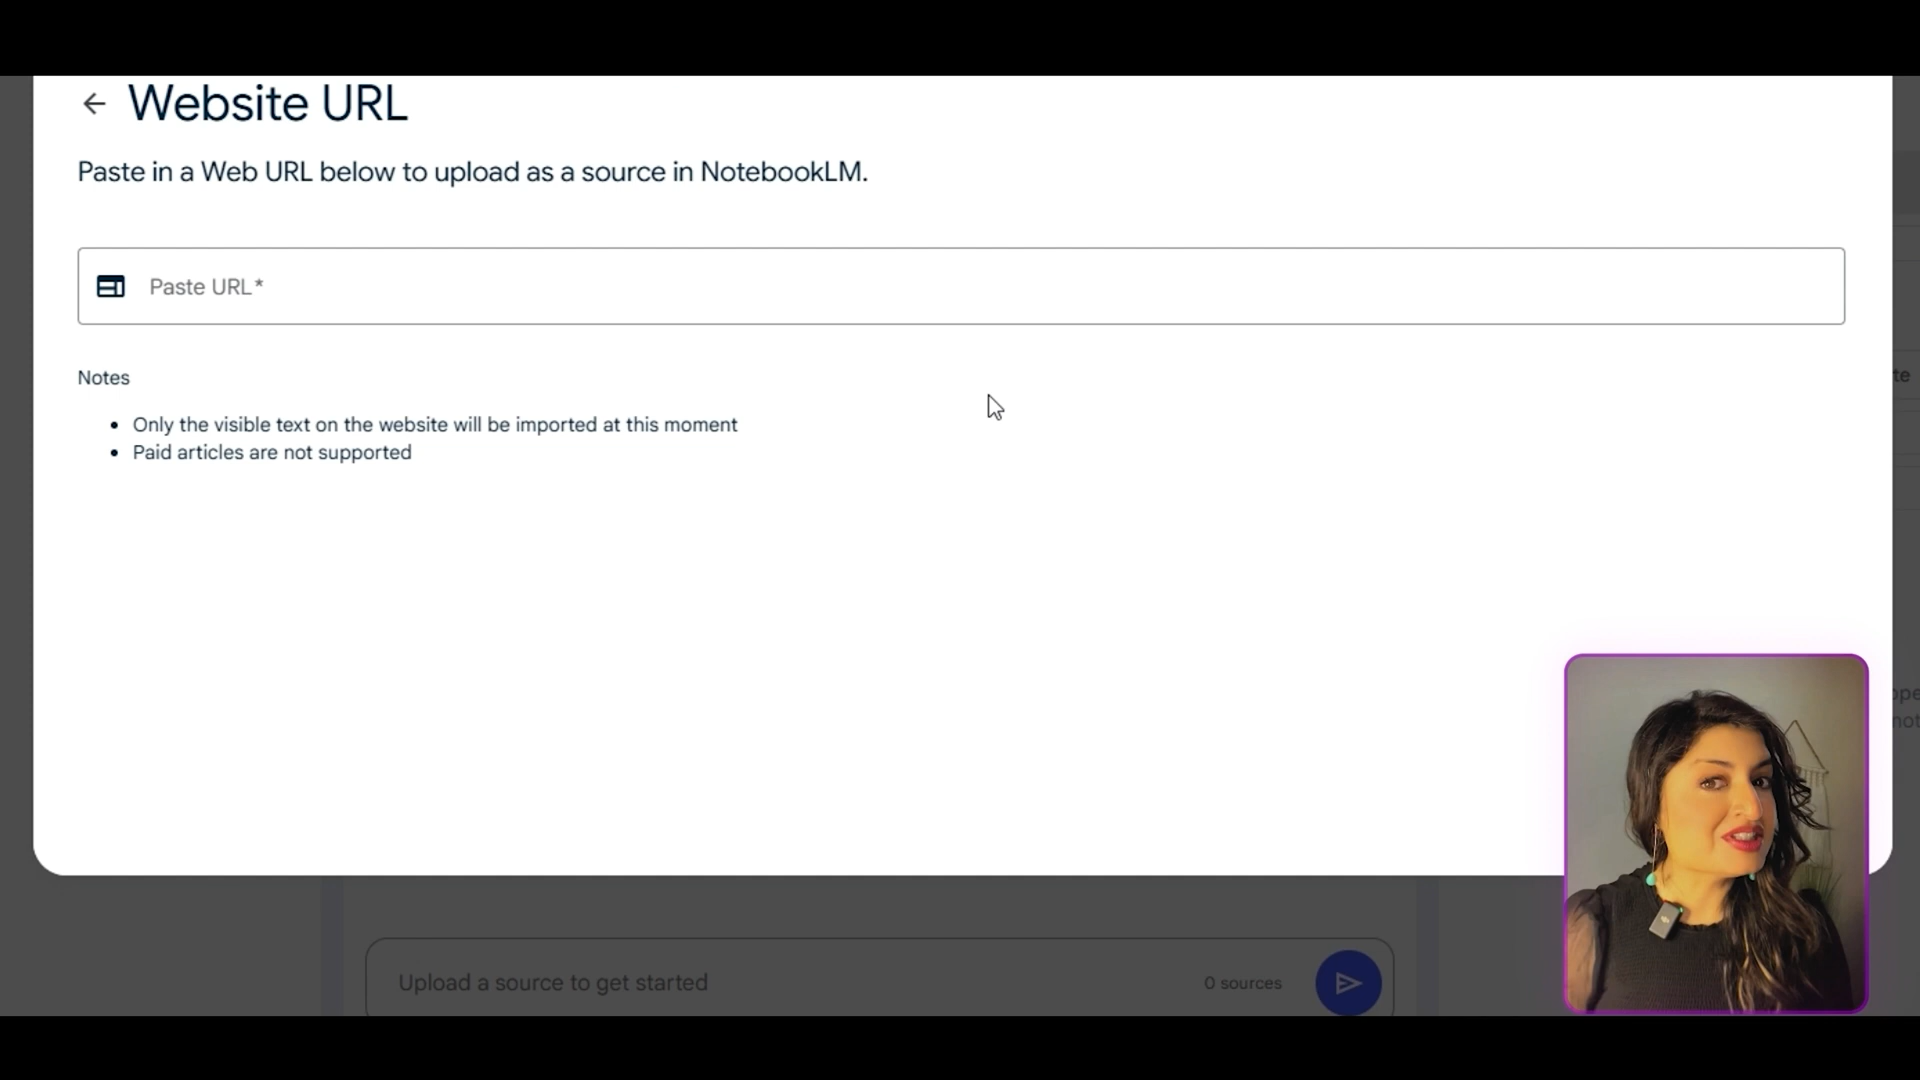 Website URL
Paste in a Web URL below to upload as a source in NotebookLM.
Paste URL*
Notes
Only the visible text on the website will be imported at this moment
Paid articles are not supported
Upload a source to get started
0 sources